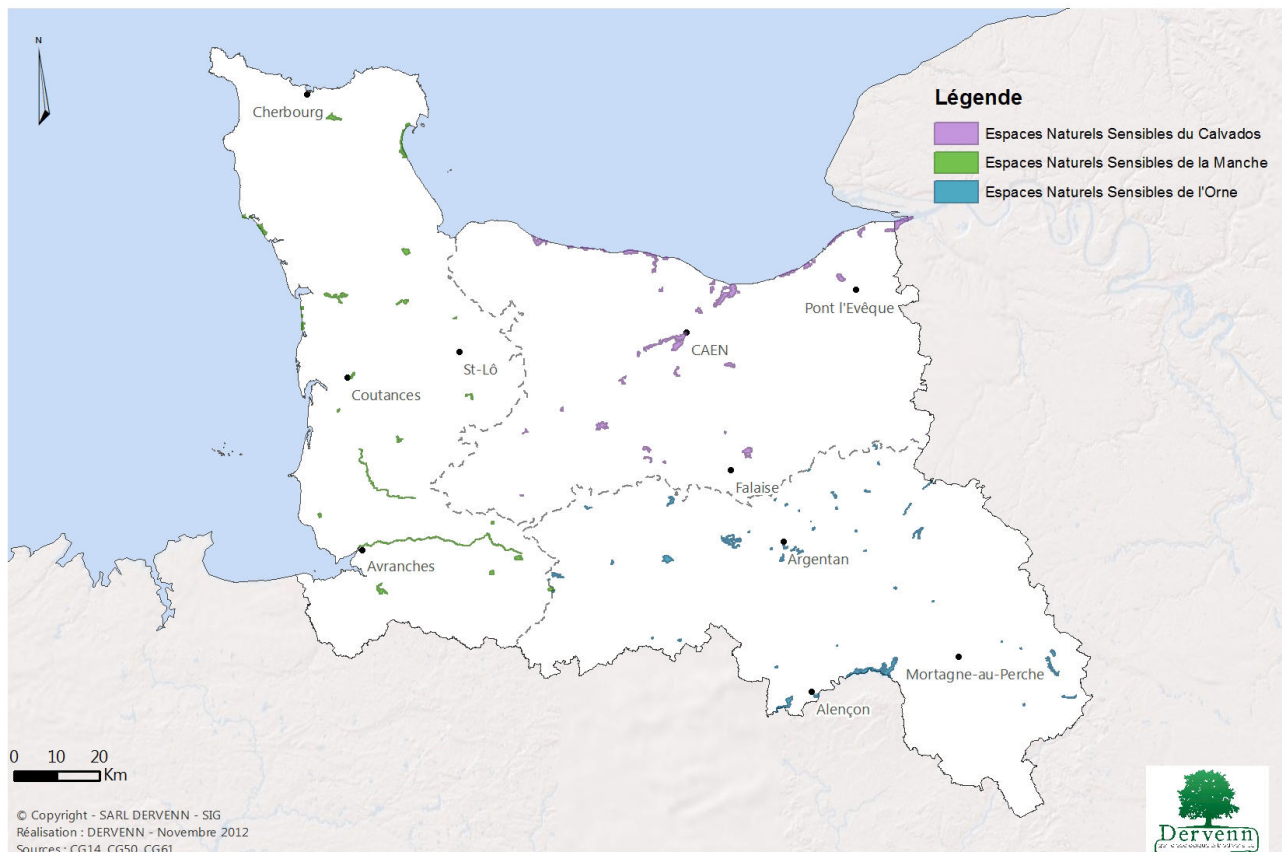 N
Cherbourg
Légende
Espaces Naturels Sensibles du Calvados
Espaces Naturels Sensibles de la Manche
Espaces Naturels Sensibles de l'Orne
Pont l'Evêque
CAEN
St-Lô
Coutances
Falaise
Avranches
Argentan
Mortagne-au-Perche
Alençon
0 10 20
Km
© Copyright - SARL DERVENN - SIG
Réalisation : DERVENN - Novembre 2012
Sources : CG14, CG50, CG61
Dervenn